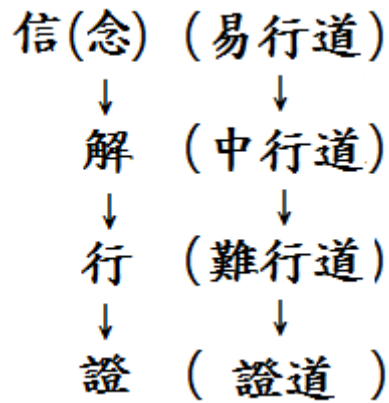 信(念) (易行道)
↓ ↓
解 (中行道)
↓ ↓
行 (難行道)
↓ ↓
證 ( 證道 )